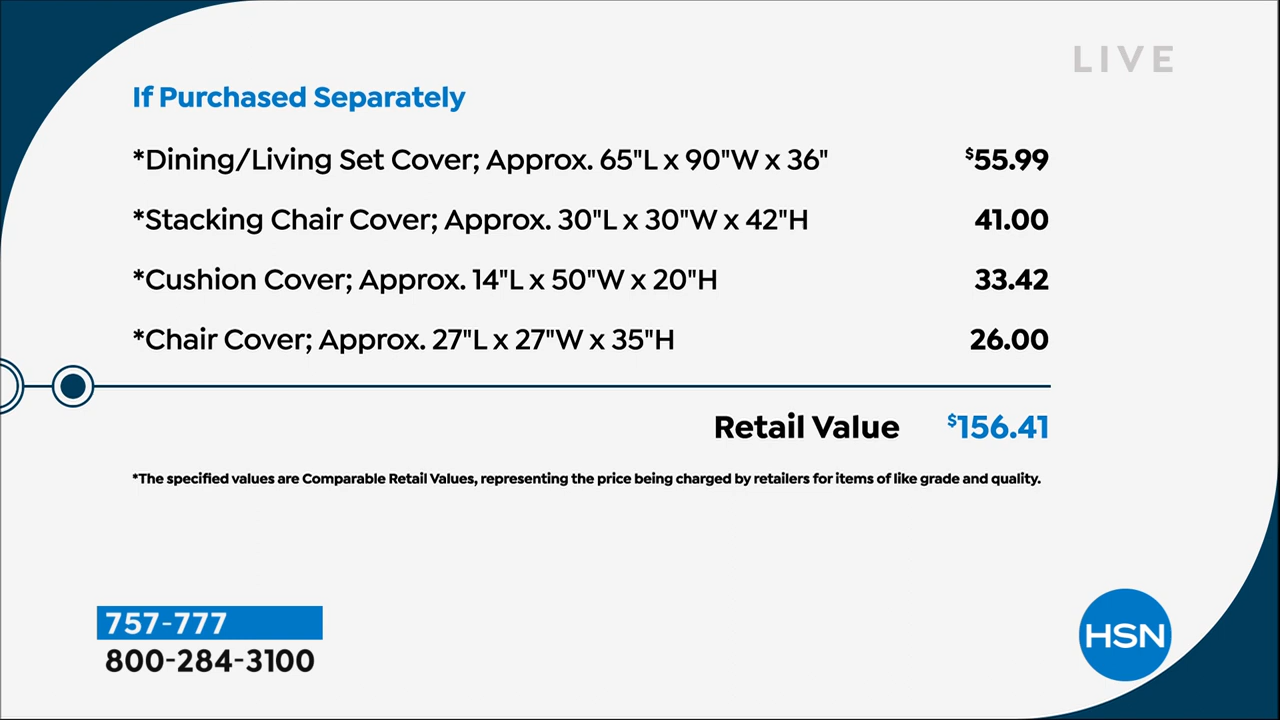 LIVE
If Purchased Separately
*Dining/Living Set Cover; Approx. 65"L x 90"W x 36" $55.99
*Stacking Chair Cover; Approx. 30"L x 30"W x 42"H 41.00
*Cushion Cover; Approx. 14"L x 50"W x 20"H 33.42
*Chair Cover; Approx. 27"L x 27"W x 35"H 26.00
Retail Value $156.41
*The specified values are Comparable Retail Values, representing the price being charged by retailers for items of like grade and quality.
757-777
800-284-3100
HSN